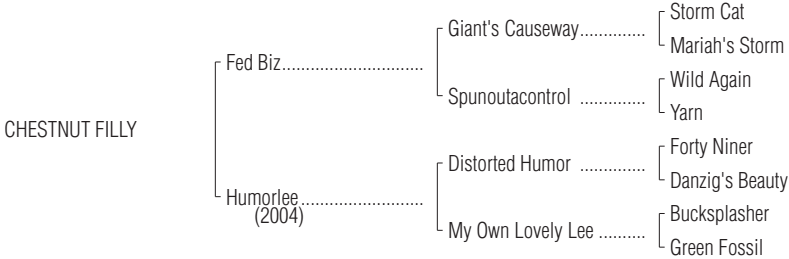 Storm Cat
Giant's Causeway..............
Mariah's Storm
Fed Biz..............................
Wild Again
Spunoutacontrol ..............
Yarn
CHESTNUT FILLY
Forty Niner
Distorted Humor ..............
Danzig's Beauty
Humorlee..........................
(2004)
Bucksplasher
My Own Lovely Lee ..........
Green Fossil